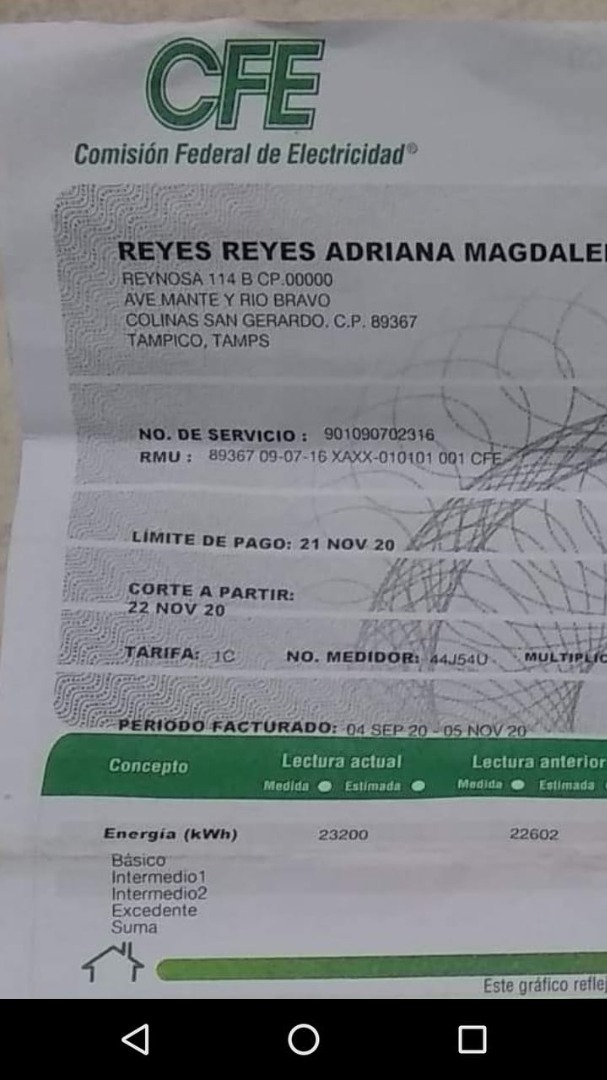 CFE
Comisión Federal de Electricidad®
REYES REYES ADRIANA MAGDALE
REYNOSA 114 B CP.00000
AVE MANTE Y RIO BRAVO
COLINAS SAN GERARDO. C.P. 89367
TAMPICO, TAMPS
NO. DE SERVICIO : 901090702316
RMU : 89367 09-07-16 XAXX-010101 001 CFE
LÍMITE DE PAGO: 21 NOV 20
CORTE A PARTIR:
22 NOV 20
TARIFA: 1C NO. MEDIDOR: 44J54U MULTIPLIC
PERIODO FACTURADO: 04 SEP 20 - 05 NOV 20
Concepto Lectura actual Lectura anterior
Medida Estimada Medida Estimada
Energía (kWh) 23200 22602
Básico
Intermedio1
Intermedio2
Excedente
Suma
Este gráfico reflej